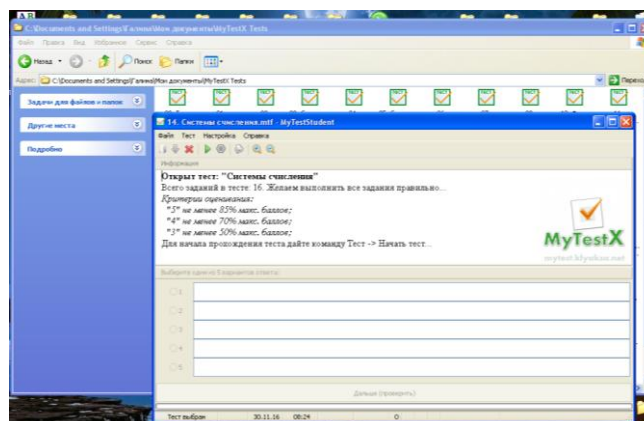 C:\Documents and Settings\Галина\Мои документы\MyTestX Tests
Файл Правка Вид Избранное Сервис Справка
Назад Поиск Папки
Адрес: C:\Documents and Settings\Галина\Мои документы\MyTestX Tests
Задачи для файлов и папок
Другие места
Подробно
14. Системы счисления.mtf - MyTestStudent
Файл Тест Настройка Справка
Информация
Открыт тест: "Системы счисления"
Всего заданий в тесте: 16. Желаем выполнить все задания правильно...
Критерии оценивания:
"5" не менее 85% макс. баллов;
"4" не менее 70% макс. баллов;
"3" не менее 50% макс. баллов;
Для начала прохождения теста дайте команду Тест -> Начать тест...
MyTestX
mytest.klyaksa.net
Выберите один из 5 вариантов ответа:
1
2
3
4
5
Дальше (проверить)
Тест выбран 30.11.16 08:24 0